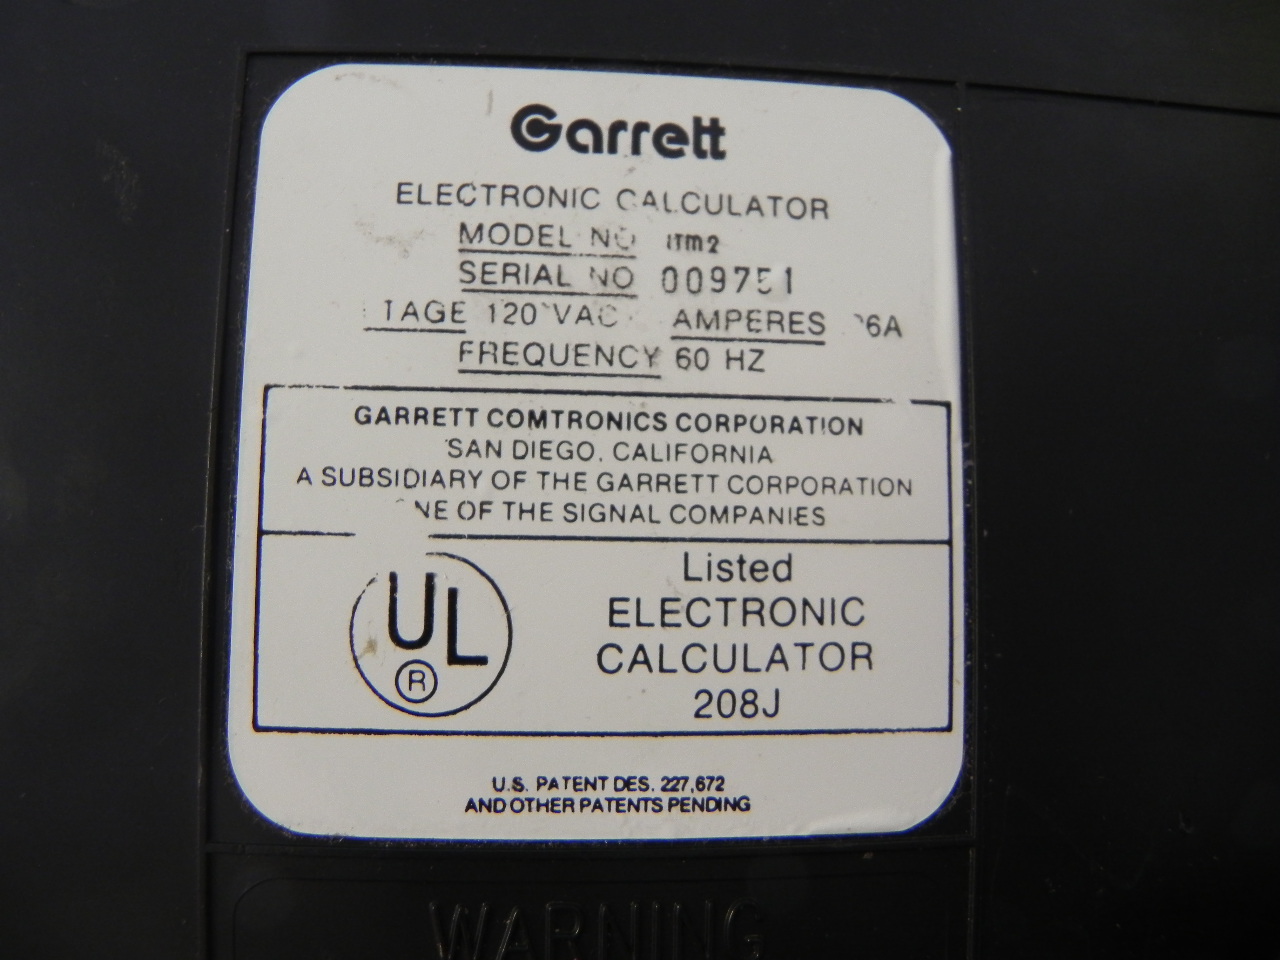 Garrett
ELECTRONIC CALCULATOR
MODEL NO ITM2
SERIAL NO 009751
TAGE 120 VAC AMPERES 6A
FREQUENCY 60 HZ
GARRETT COMTRONICS CORPORATION
SAN DIEGO, CALIFORNIA
A SUBSIDIARY OF THE GARRETT CORPORATION
NE OF THE SIGNAL COMPANIES
UL
®
Listed
ELECTRONIC
CALCULATOR
208J
U.S. PATENT DES. 227,672
AND OTHER PATENTS PENDING
WARNING